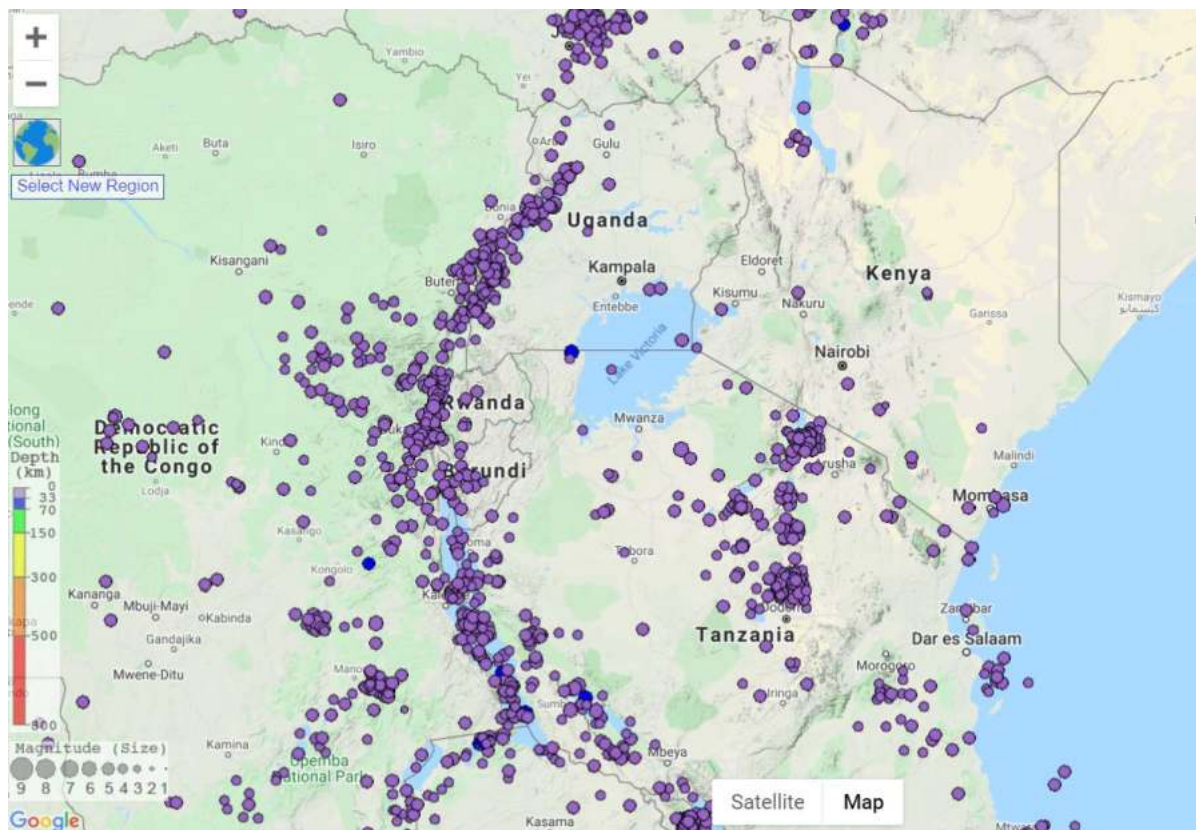 +
−
Select New Region
Yambio
Yei
Aketi
Buta
Isiro
Gulu
Uganda
Kisangani
Kampala
Entebbe
Eldoret
Kisumu
Kenya
Nakuru
Garissa
Kismayo
كيسمايو
Lake Victoria
Nairobi
Rwanda
Mwanza
Democratic
Republic of
the Congo
Lodja
Burundi
Arusha
Malindi
Mombasa
Kasongo
Kongolo
Tabora
Kananga
Mbuji-Mayi
Kabinda
Gandajika
Mwene-Ditu
Zanzibar
Dar es Salaam
Tanzania
Morogoro
Iringa
Mbeya
Kamina
Upemba
National Park
Kasama
Depth
(km)
0
33
70
150
300
500
800
Magnitude (Size)
9 8 7 6 5 4 3 2 1
Satellite
Map
Google